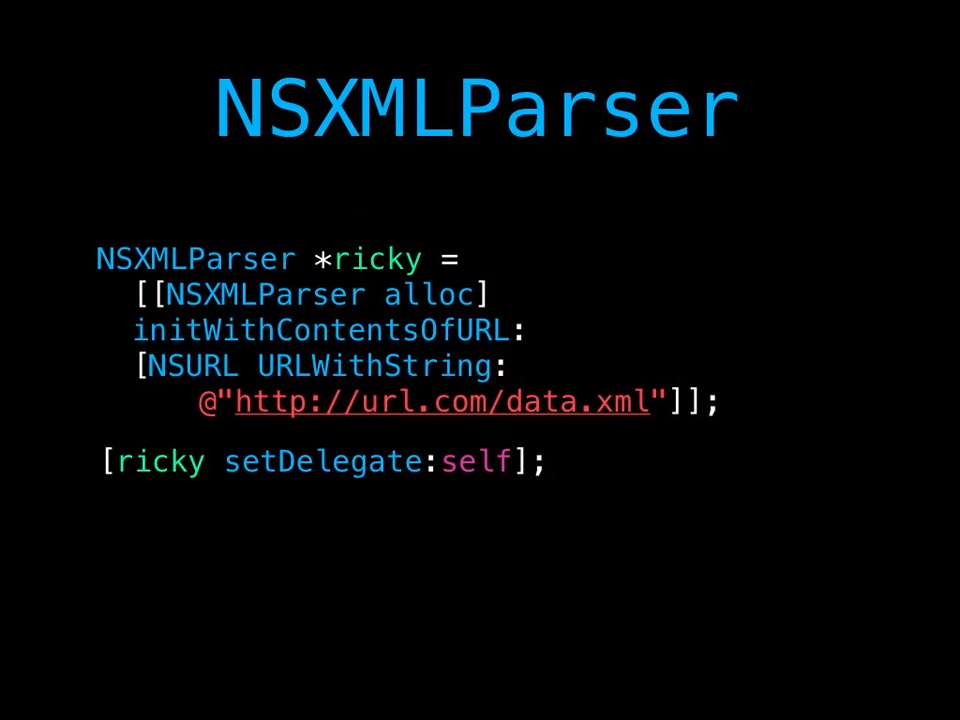 NSXMLParser
NSXMLParser *ricky =
[[NSXMLParser alloc]
initWithContentsOfURL:
[NSURL URLWithString:
@"http://url.com/data.xml"]];
[ricky setDelegate:self];